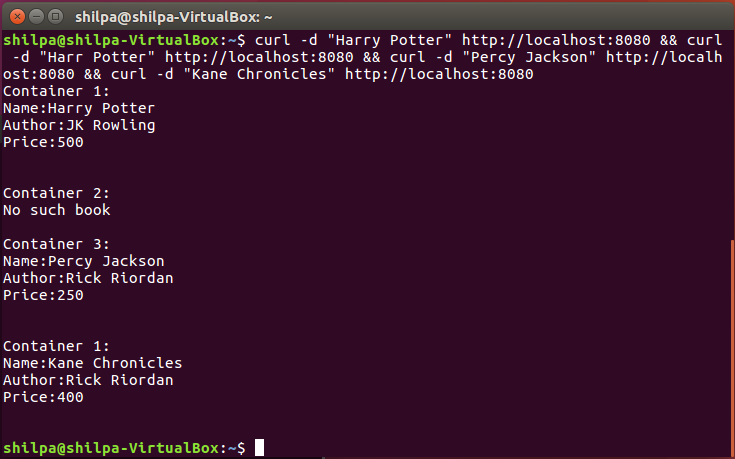 shilpa@shilpa-VirtualBox: ~
shilpa@shilpa-VirtualBox:~$ curl -d "Harry Potter" http://localhost:8080 && curl
-d "Harr Potter" http://localhost:8080 && curl -d "Percy Jackson" http://localh
ost:8080 && curl -d "Kane Chronicles" http://localhost:8080
Container 1:
Name:Harry Potter
Author:JK Rowling
Price:500
Container 2:
No such book
Container 3:
Name:Percy Jackson
Author:Rick Riordan
Price:250
Container 1:
Name:Kane Chronicles
Author:Rick Riordan
Price:400
shilpa@shilpa-VirtualBox:~$